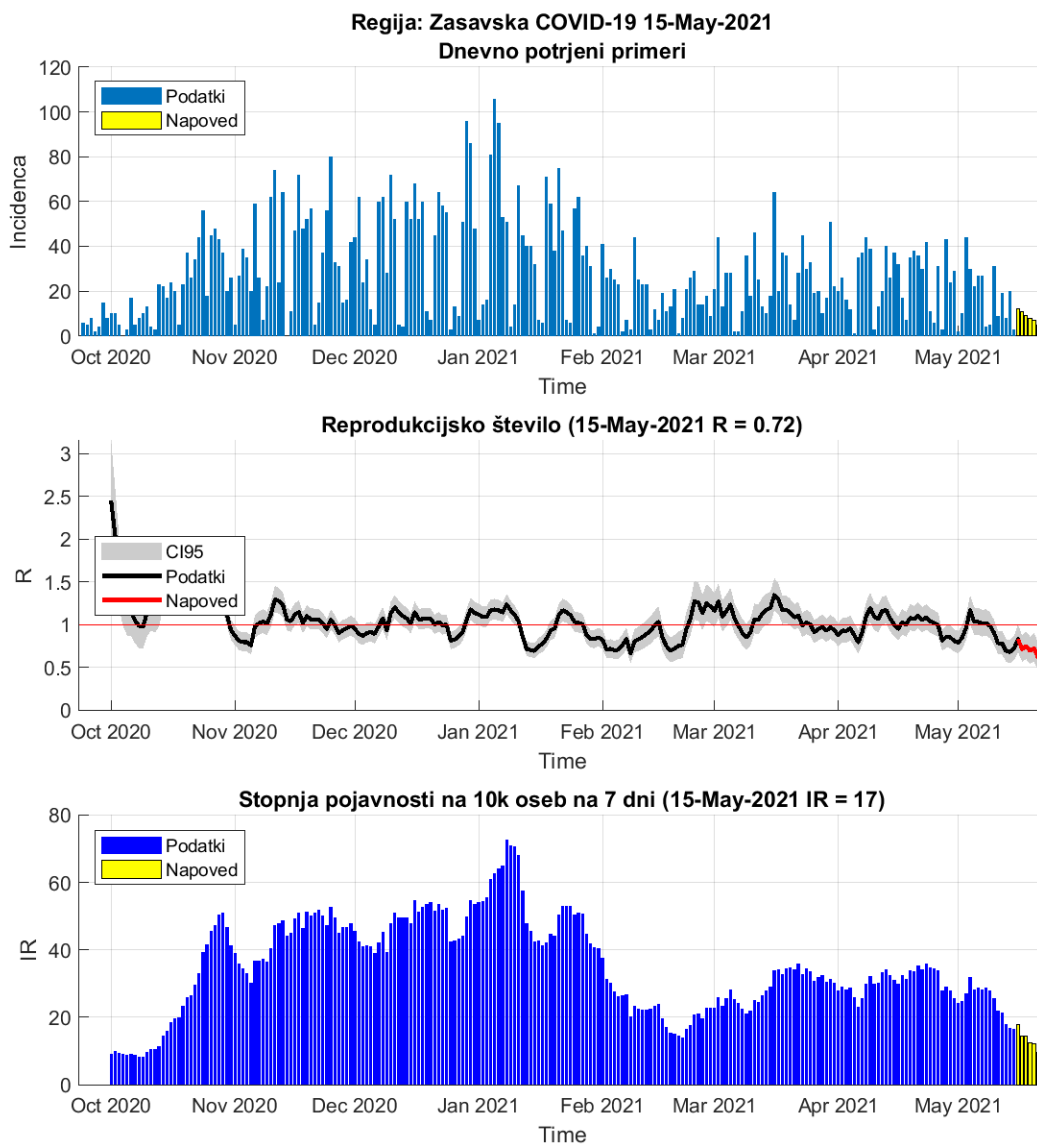 Regija: Zasavska COVID-19 15-May-2021
Dnevno potrjeni primeri
120
100
80
60
40
20
0
Incidenca
Podatki
Napoved
Oct 2020 Nov 2020 Dec 2020 Jan 2021 Feb 2021 Mar 2021 Apr 2021 May 2021
Time
Reprodukcijsko število (15-May-2021 R = 0.72)
3
2.5
2
1.5
1
0.5
0
R
CI95
Podatki
Napoved
Oct 2020 Nov 2020 Dec 2020 Jan 2021 Feb 2021 Mar 2021 Apr 2021 May 2021
Time
Stopnja pojavnosti na 10k oseb na 7 dni (15-May-2021 IR = 17)
80
60
40
20
0
IR
Podatki
Napoved
Oct 2020 Nov 2020 Dec 2020 Jan 2021 Feb 2021 Mar 2021 Apr 2021 May 2021
Time